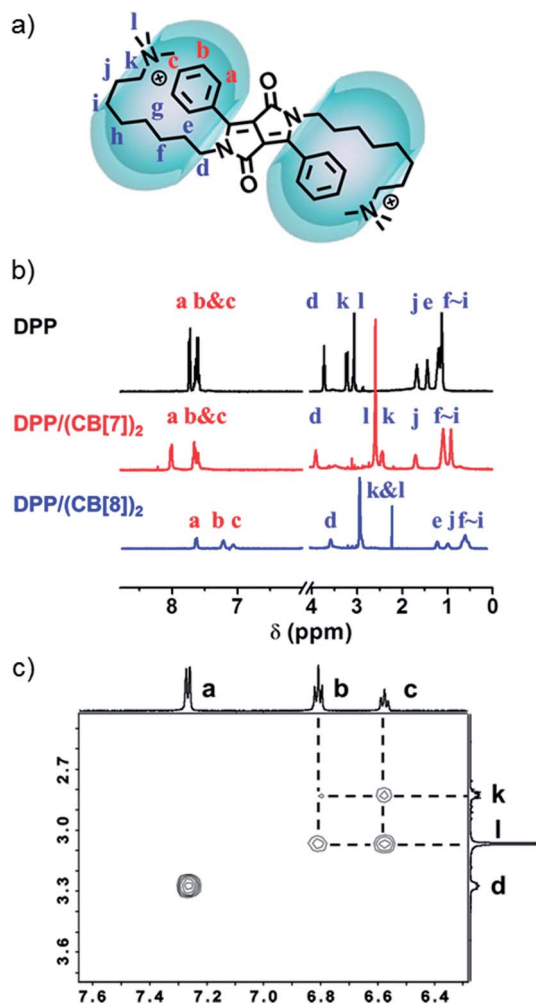 a)
l
k N
⊕
j
c
b
a
i
g
h
e
f
N
d
O
N
O
N
⊕
b)
a b&c
d k l j e f~i
DPP
a b&c
d l k j f~i
DPP/(CB[7])₂
k&l
a b c
d e j f~i
DPP/(CB[8])₂
8 7 4 3 2 1 0
δ (ppm)
c)
a b c
2.7
k
3.0
l
3.3
d
3.6
7.6 7.4 7.2 7.0 6.8 6.6 6.4